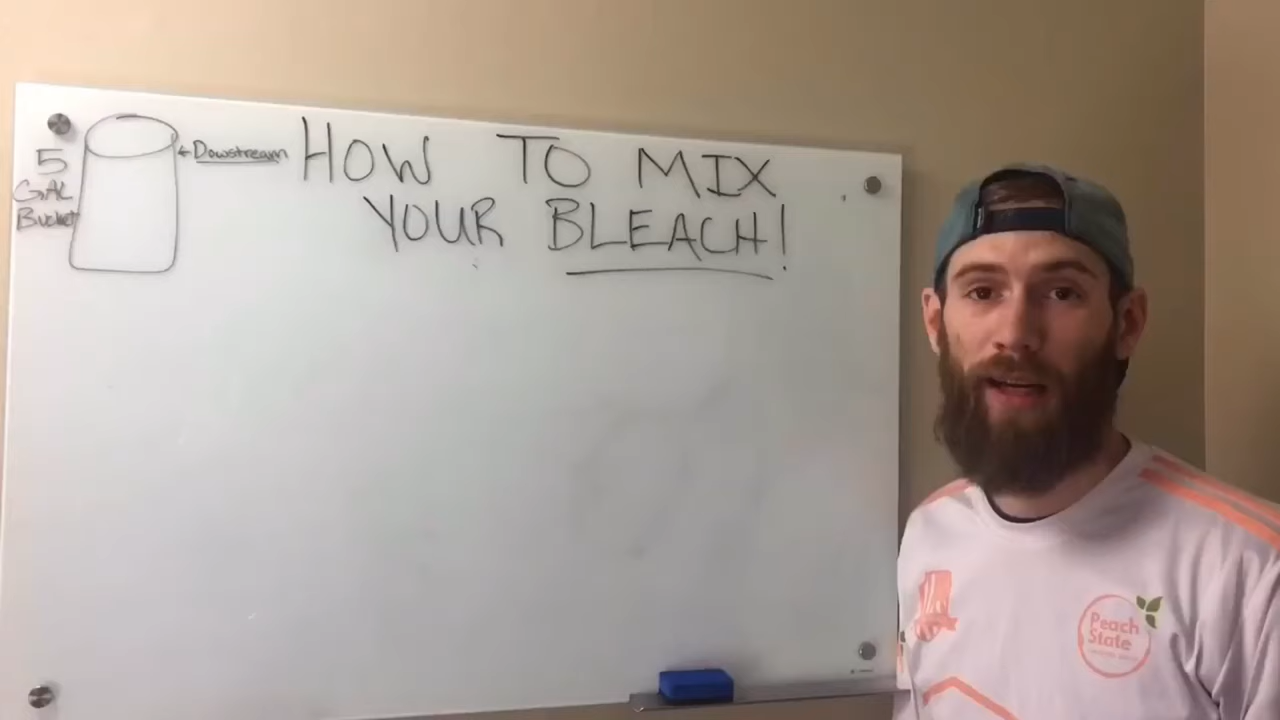 HOW TO MIX
YOUR BLEACH!
5
GAL
Bucket
Dowstream
Peach
State